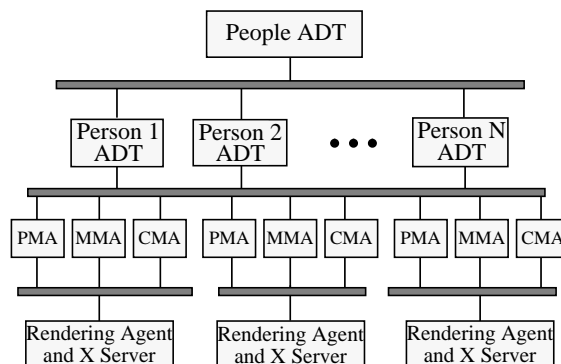 People ADT
Person 1
ADT
Person 2
ADT
Person N
ADT
PMA
MMA
CMA
PMA
MMA
CMA
PMA
MMA
CMA
Rendering Agent
and X Server
Rendering Agent
and X Server
Rendering Agent
and X Server